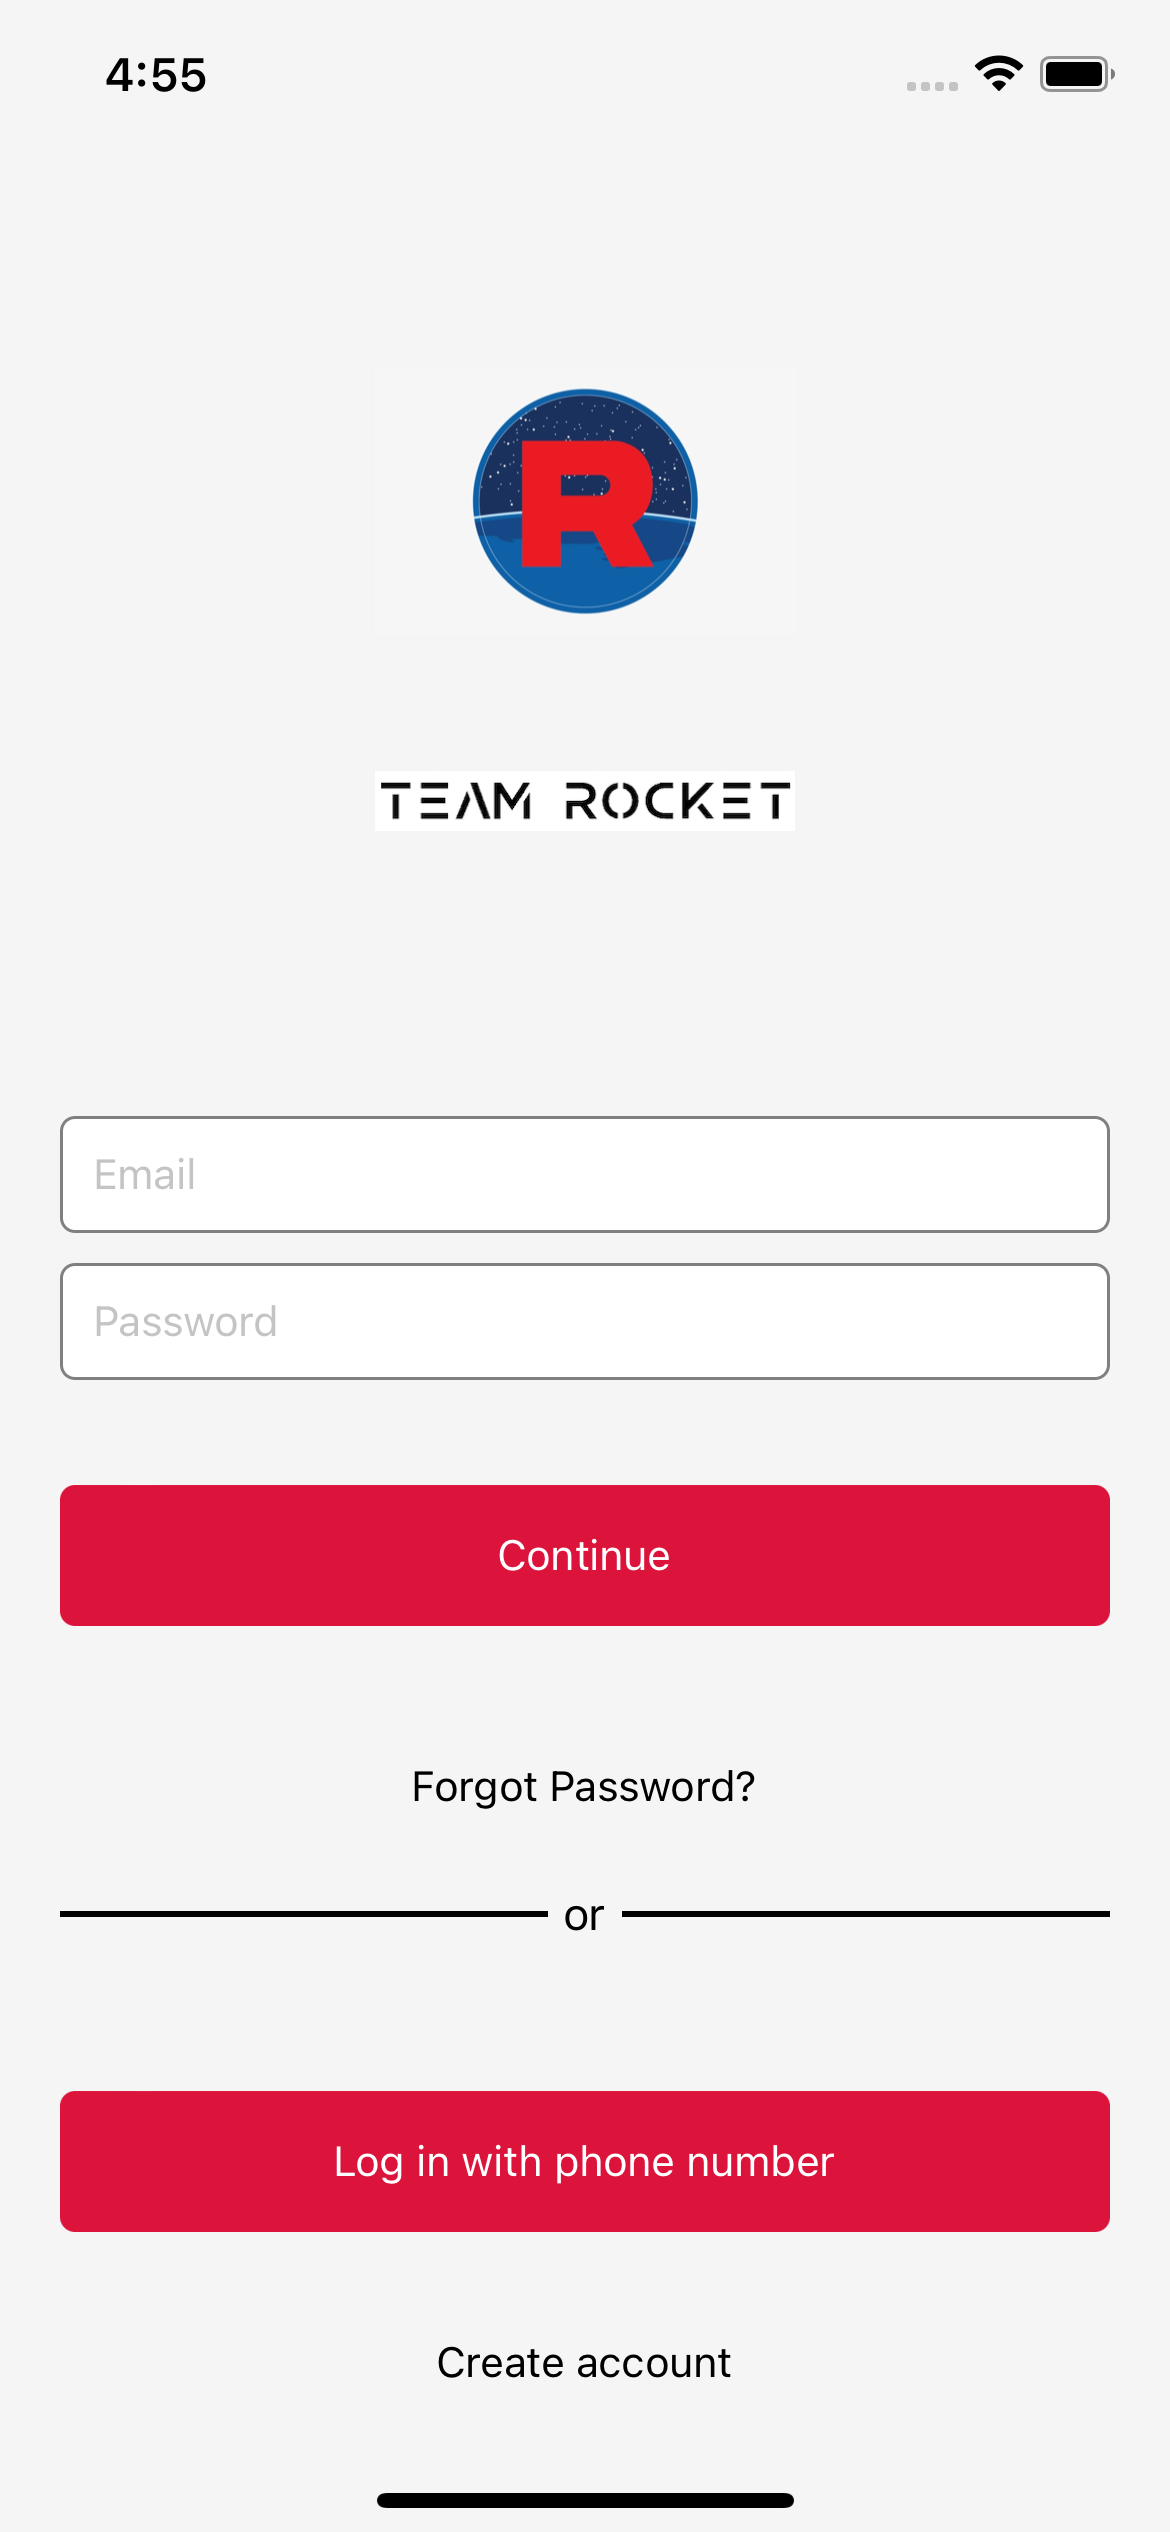 4:55
R
TEAM ROCKET
Email
Password
Continue
Forgot Password?
or
Log in with phone number
Create account